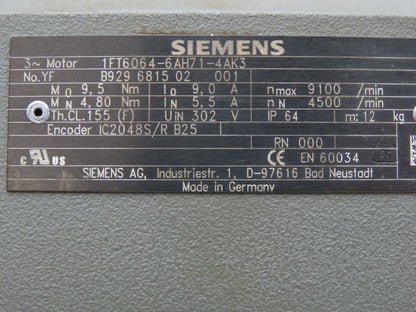 SIEMENS
3~ Motor 1FT6064-6AH71-4AK3
No.YF B929 6815 02 001
M0 9,5 Nm I0 9,0 A nmax 9100 /min
MN 4,80 Nm IN 5,5 A nN 4500 /min
Th.CL.155 (F) UIN 302 V IP 64 m: 12 kg
Encoder IC2048S/R B25
RN 000
c RU US CE EN 60034
SIEMENS AG, Industriestr. 1, D-97616 Bad Neustadt
Made in Germany